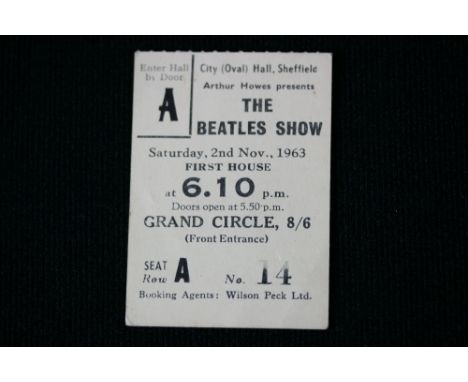 Enter Hall
by Door
A
City (Oval) Hall, Sheffield
Arthur Howes presents
THE
BEATLES SHOW
Saturday, 2nd Nov., 1963
FIRST HOUSE
at 6.10 p.m.
Doors open at 5.50 p.m.
GRAND CIRCLE, 8/6
(Front Entrance)
SEAT
Row A No. 14
Booking Agents: Wilson Peck Ltd.